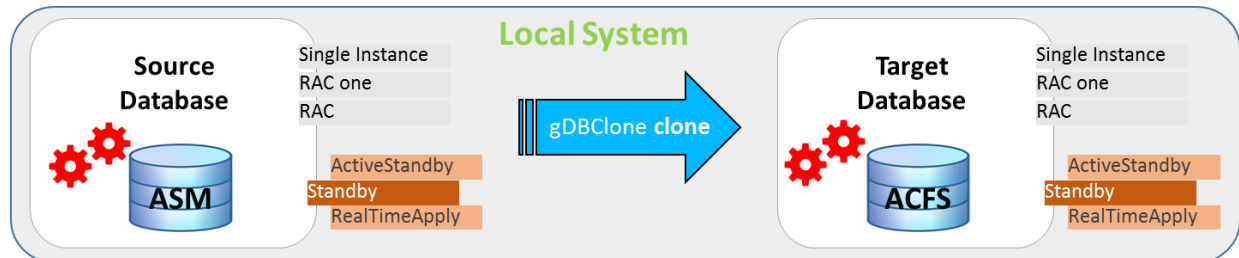 Local System
Source
Database
ASM
Single Instance
RAC one
RAC
ActiveStandby
Standby
RealTimeApply
gDBClone clone
Target
Database
ACFS
Single Instance
RAC one
RAC
ActiveStandby
Standby
RealTimeApply